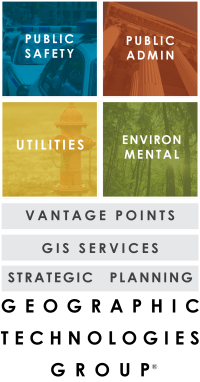 PUBLIC
SAFETY
PUBLIC
ADMIN
UTILITIES
ENVIRON
MENTAL
VANTAGE POINTS
GIS SERVICES
STRATEGIC PLANNING
GEOGRAPHIC
TECHNOLOGIES
GROUP®